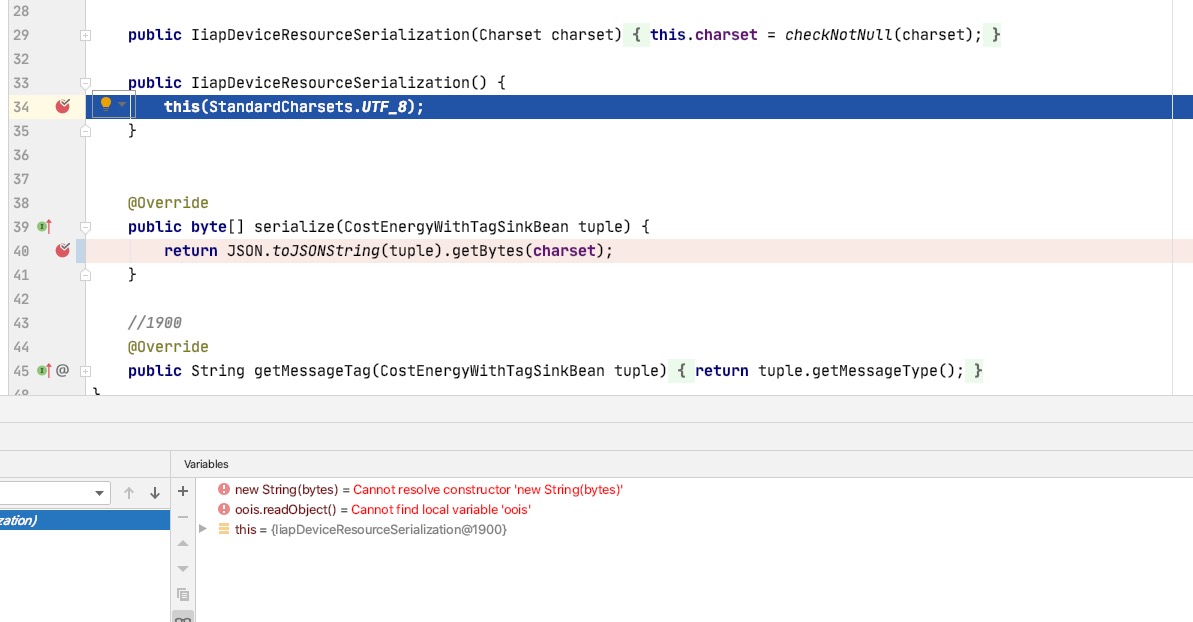 28
29 public IiapDeviceResourceSerialization(Charset charset) { this.charset = checkNotNull(charset); }
32
33 public IiapDeviceResourceSerialization() {
34 this(StandardCharsets.UTF_8);
35 }
36
37
38 @Override
39 public byte[] serialize(CostEnergyWithTagSinkBean tuple) {
40 return JSON.toJSONString(tuple).getBytes(charset);
41 }
42
43 //1900
44 @Override
45 @ public String getMessageTag(CostEnergyWithTagSinkBean tuple) { return tuple.getMessageType(); }
48 }
Variables
new String(bytes) = Cannot resolve constructor 'new String(bytes)'
zation)
oois.readObject() = Cannot find local variable 'oois'
this = {IiapDeviceResourceSerialization@1900}